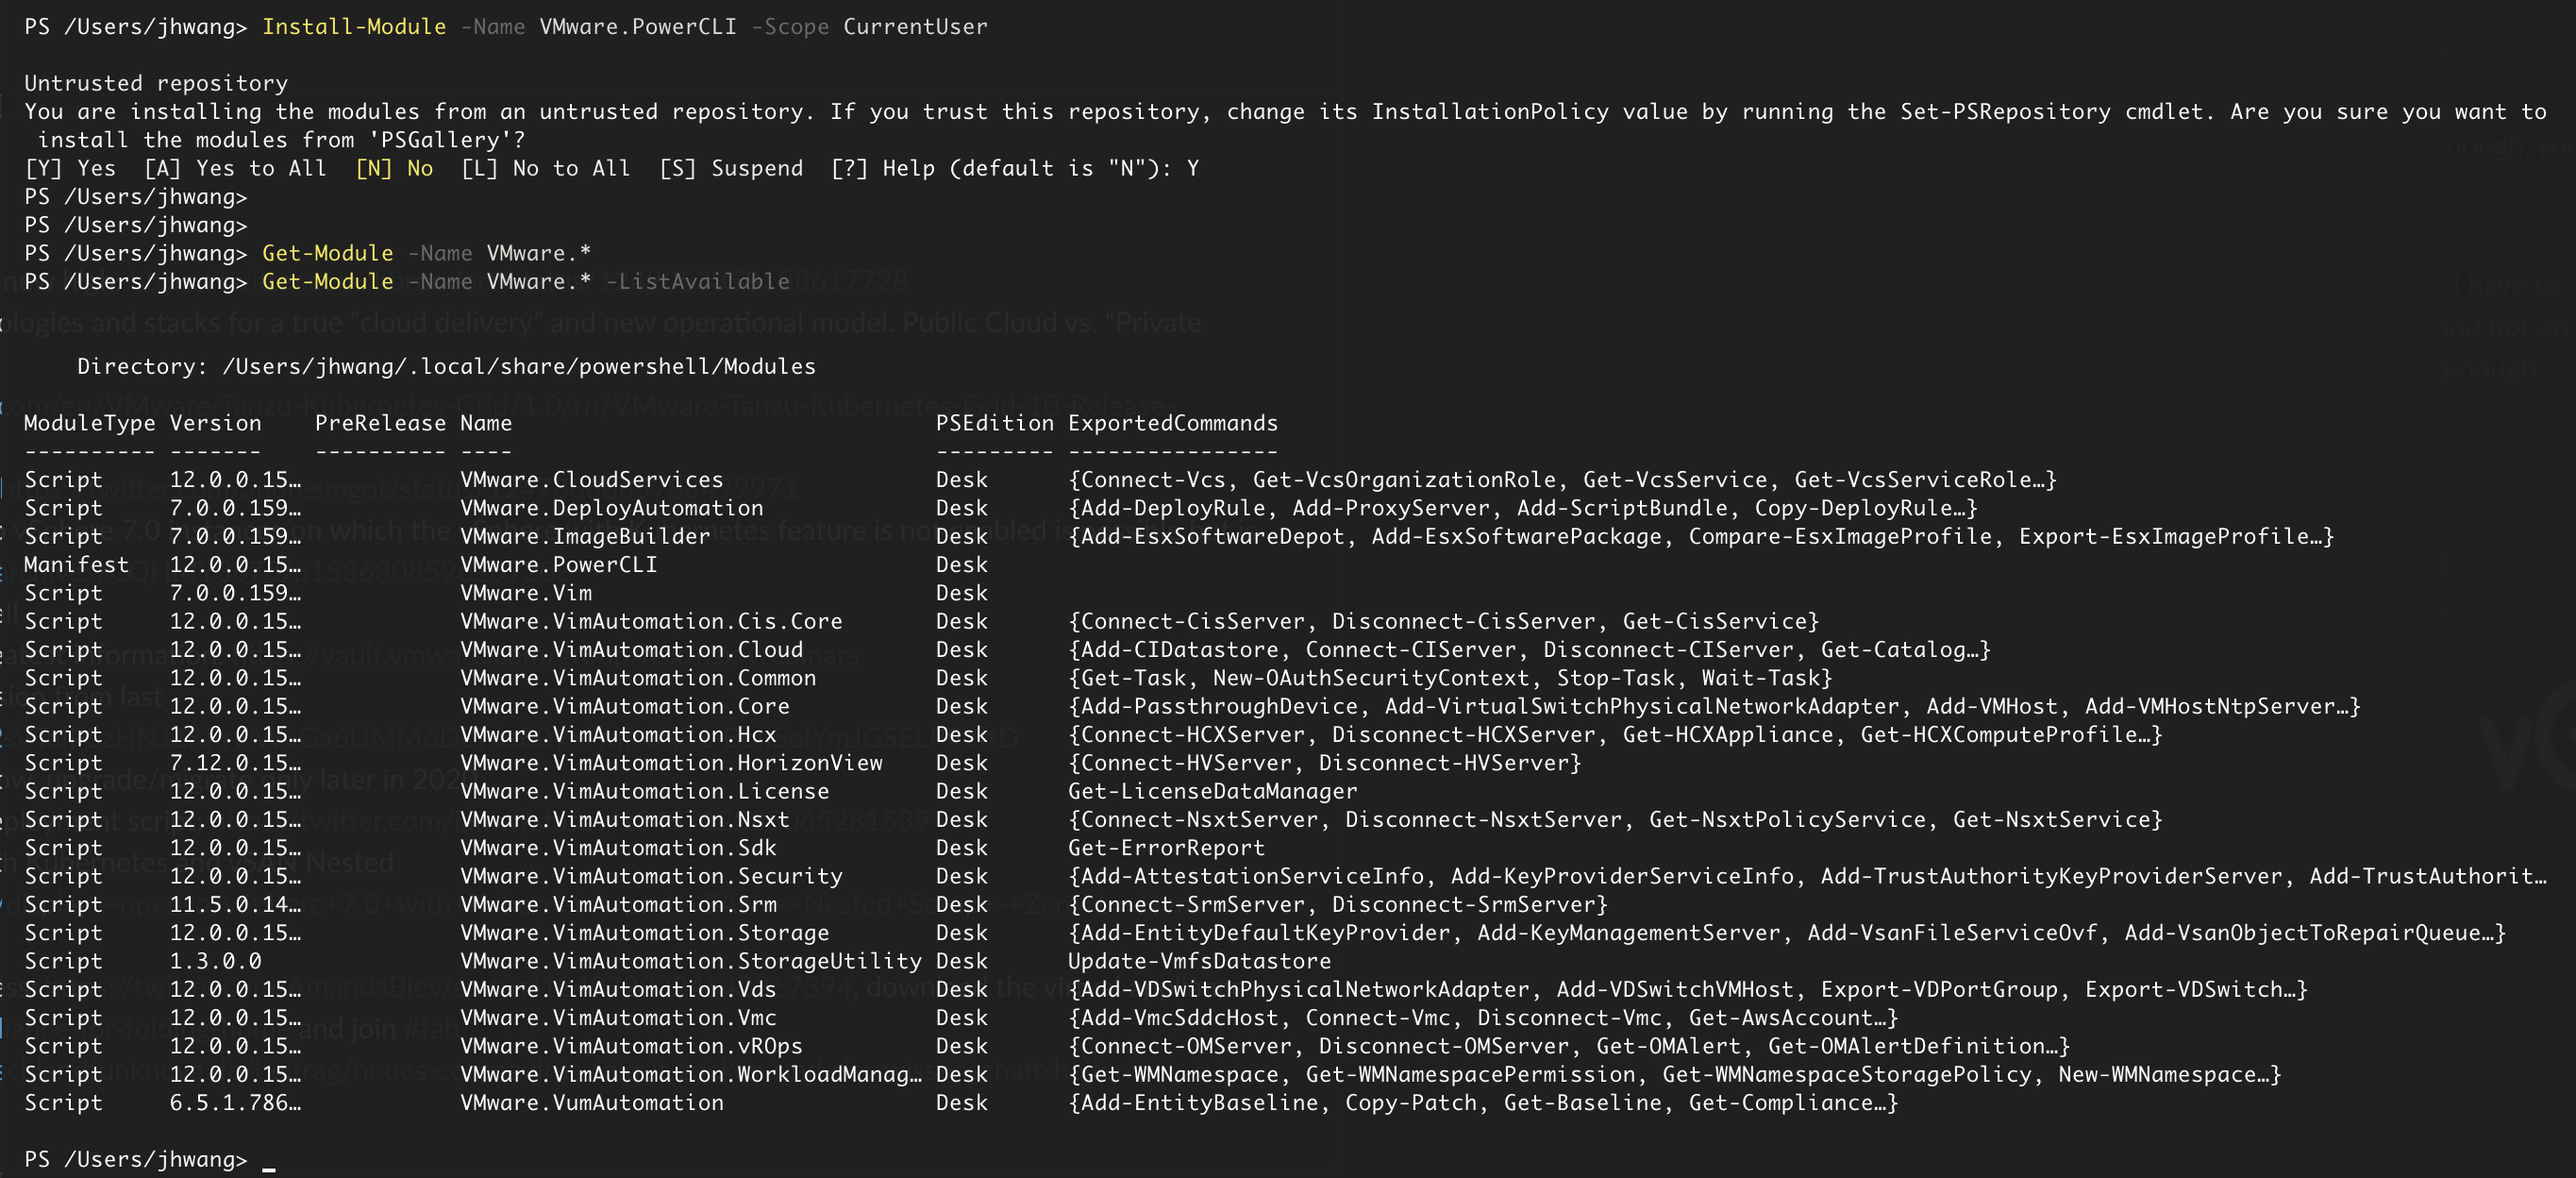 PS /Users/jhwang> Install-Module -Name VMware.PowerCLI -Scope CurrentUser
Untrusted repository
You are installing the modules from an untrusted repository. If you trust this repository, change its InstallationPolicy value by running the Set-PSRepository cmdlet. Are you sure you want to
install the modules from 'PSGallery'?
[Y] Yes  [A] Yes to All  [N] No  [L] No to All  [S] Suspend  [?] Help (default is "N"): Y
PS /Users/jhwang>
PS /Users/jhwang>
PS /Users/jhwang> Get-Module -Name VMware.*
PS /Users/jhwang> Get-Module -Name VMware.* -ListAvailable
Directory: /Users/jhwang/.local/share/powershell/Modules
ModuleType Version    PreRelease Name                                PSEdition ExportedCommands
---------- -------    ---------- ----                                --------- ----------------
Script     12.0.0.15…            VMware.CloudServices                Desk      {Connect-Vcs, Get-VcsOrganizationRole, Get-VcsService, Get-VcsServiceRole…}
Script     7.0.0.159…            VMware.DeployAutomation             Desk      {Add-DeployRule, Add-ProxyServer, Add-ScriptBundle, Copy-DeployRule…}
Script     7.0.0.159…            VMware.ImageBuilder                 Desk      {Add-EsxSoftwareDepot, Add-EsxSoftwarePackage, Compare-EsxImageProfile, Export-EsxImageProfile…}
Manifest   12.0.0.15…            VMware.PowerCLI                     Desk
Script     7.0.0.159…            VMware.Vim                          Desk
Script     12.0.0.15…            VMware.VimAutomation.Cis.Core       Desk      {Connect-CisServer, Disconnect-CisServer, Get-CisService}
Script     12.0.0.15…            VMware.VimAutomation.Cloud          Desk      {Add-CIDatastore, Connect-CIServer, Disconnect-CIServer, Get-Catalog…}
Script     12.0.0.15…            VMware.VimAutomation.Common         Desk      {Get-Task, New-OAuthSecurityContext, Stop-Task, Wait-Task}
Script     12.0.0.15…            VMware.VimAutomation.Core           Desk      {Add-PassthroughDevice, Add-VirtualSwitchPhysicalNetworkAdapter, Add-VMHost, Add-VMHostNtpServer…}
Script     12.0.0.15…            VMware.VimAutomation.Hcx            Desk      {Connect-HCXServer, Disconnect-HCXServer, Get-HCXAppliance, Get-HCXComputeProfile…}
Script     7.12.0.15…            VMware.VimAutomation.HorizonView    Desk      {Connect-HVServer, Disconnect-HVServer}
Script     12.0.0.15…            VMware.VimAutomation.License        Desk      Get-LicenseDataManager
Script     12.0.0.15…            VMware.VimAutomation.Nsxt           Desk      {Connect-NsxtServer, Disconnect-NsxtServer, Get-NsxtPolicyService, Get-NsxtService}
Script     12.0.0.15…            VMware.VimAutomation.Sdk            Desk      Get-ErrorReport
Script     12.0.0.15…            VMware.VimAutomation.Security       Desk      {Add-AttestationServiceInfo, Add-KeyProviderServiceInfo, Add-TrustAuthorityKeyProviderServer, Add-TrustAuthorit…
Script     11.5.0.14…            VMware.VimAutomation.Srm            Desk      {Connect-SrmServer, Disconnect-SrmServer}
Script     12.0.0.15…            VMware.VimAutomation.Storage        Desk      {Add-EntityDefaultKeyProvider, Add-KeyManagementServer, Add-VsanFileServiceOvf, Add-VsanObjectToRepairQueue…}
Script     1.3.0.0               VMware.VimAutomation.StorageUtility Desk      Update-VmfsDatastore
Script     12.0.0.15…            VMware.VimAutomation.Vds            Desk      {Add-VDSwitchPhysicalNetworkAdapter, Add-VDSwitchVMHost, Export-VDPortGroup, Export-VDSwitch…}
Script     12.0.0.15…            VMware.VimAutomation.Vmc            Desk      {Add-VmcSddcHost, Connect-Vmc, Disconnect-Vmc, Get-AwsAccount…}
Script     12.0.0.15…            VMware.VimAutomation.vROps          Desk      {Connect-OMServer, Disconnect-OMServer, Get-OMAlert, Get-OMAlertDefinition…}
Script     12.0.0.15…            VMware.VimAutomation.WorkloadManag… Desk      {Get-WMNamespace, Get-WMNamespacePermission, Get-WMNamespaceStoragePolicy, New-WMNamespace…}
Script     6.5.1.786…            VMware.VumAutomation                Desk      {Add-EntityBaseline, Copy-Patch, Get-Baseline, Get-Compliance…}
PS /Users/jhwang> _